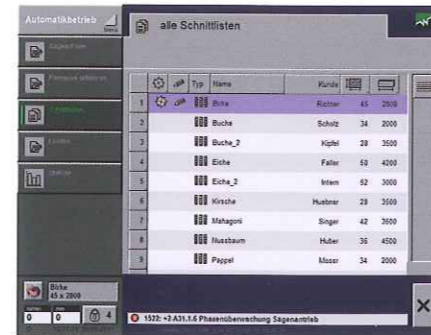 Automatikbetrieb
Menü
alle Schnittlisten
Typ Name Kunde
1 Birke Richter 45 2800
2 Buche Scholz 34 2000
3 Buche_2 Kipfel 28 3500
4 Eiche Faller 50 4200
5 Eiche_2 Intern 52 3000
6 Kirsche Huebner 28 3500
7 Mahagoni Singer 42 3600
8 Nussbaum Huber 36 4500
9 Pappel Moser 34 2000
Birke
45 x 2800
0 0 4
1522: +2 A31.1.6 Phasenüberwachung Sägenantrieb